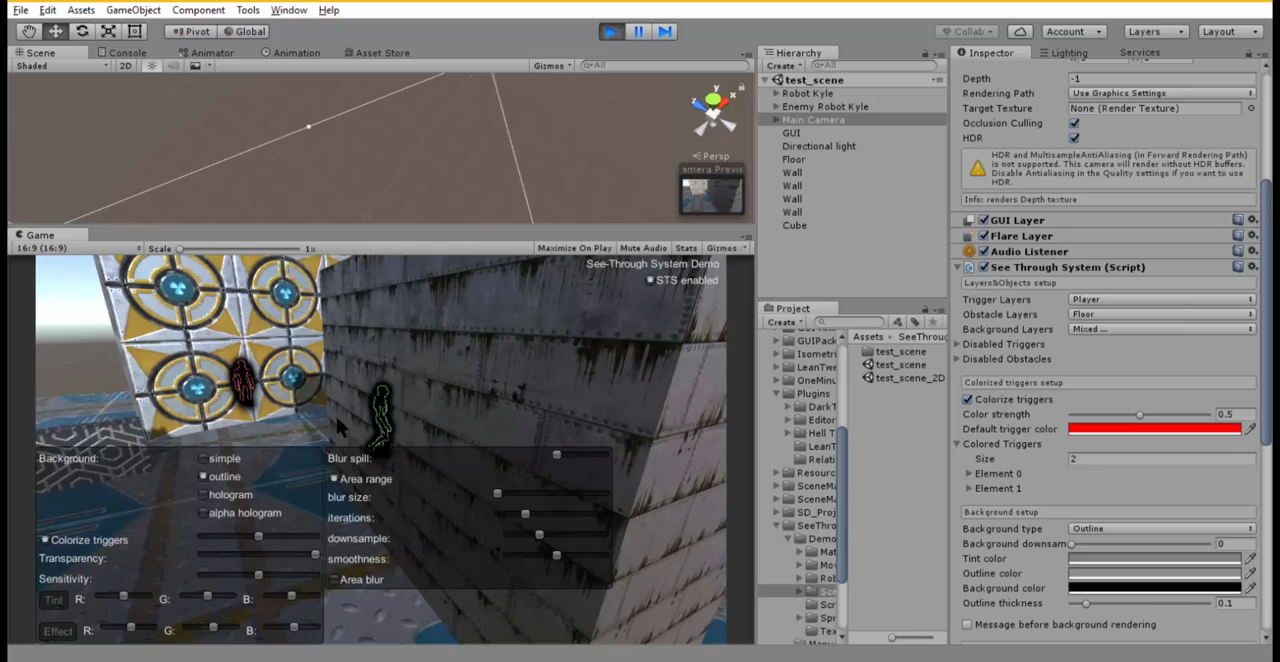 File Edit Assets GameObject Component Tools Window Help
Pivot Global Collab Account Layers Layout
Scene Console Animator Animation Asset Store
Shaded 2D Gizmos All
Persp
Game
16:9 (16:9) Scale 1x Maximize On Play Mute Audio Stats Gizmos
See-Through System Demo
STS enabled
Background:
simple
outline
hologram
alpha hologram
Colorize triggers
Transparency:
Sensitivity:
Tint R: G: B:
Effect R: G: B:
Blur spill:
Area range
blur size:
iterations:
downsample:
smoothness:
Area blur
Hierarchy
Create All
test_scene
Robot Kyle
Enemy Robot Kyle
Main Camera
GUI
Directional light
Floor
Wall
Wall
Wall
Wall
Cube
Project
Create
GUIPack
Isometri
LeanTwe
OneMinu
Plugins
DarkT
Editor
Hell T
LeanT
Relati
Resourc
SceneMa
SceneMa
SD_Proj
SeeThro
Demo
Mat
Mov
Rob
Sce
Scr
Spr
Tex
Assets SeeThroug
test_scene
test_scene
test_scene_2D
Inspector Lighting Services
Depth -1
Rendering Path Use Graphics Settings
Target Texture None (Render Texture)
Occlusion Culling
HDR
HDR and MultisampleAntiAliasing (in Forward Rendering Path)
is not supported. This camera will render without HDR buffers.
Disable Antialiasing in the Quality settings if you want to use
HDR.
Info: renders Depth texture
GUI Layer
Flare Layer
Audio Listener
See Through System (Script)
Layers&Objects setup
Trigger Layers Player
Obstacle Layers Floor
Background Layers Mixed ...
Disabled Triggers
Disabled Obstacles
Colorized triggers setup
Colorize triggers
Color strength 0.5
Default trigger color
Colored Triggers
Size 2
Element 0
Element 1
Background setup
Background type Outline
Background downsam 0
Tint color
Outline color
Background color
Outline thickness 0.1
Message before background rendering